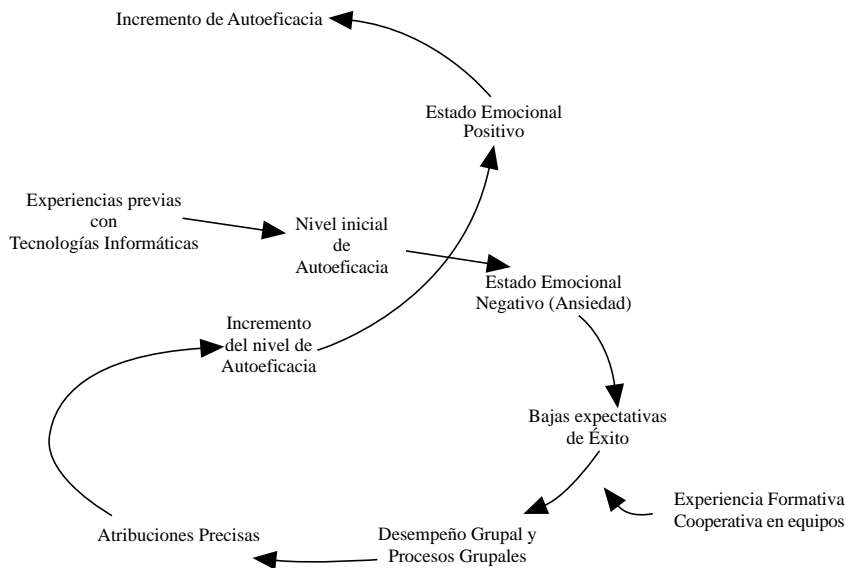 Incremento de Autoeficacia
Estado Emocional
Positivo
Experiencias previas
con
Tecnologías Informáticas
Nivel inicial
de
Autoeficacia
Estado Emocional
Negativo (Ansiedad)
Incremento
del nivel de
Autoeficacia
Bajas expectativas
de Éxito
Experiencia Formativa
Cooperativa en equipos
Desempeño Grupal y
Procesos Grupales
Atribuciones Precisas